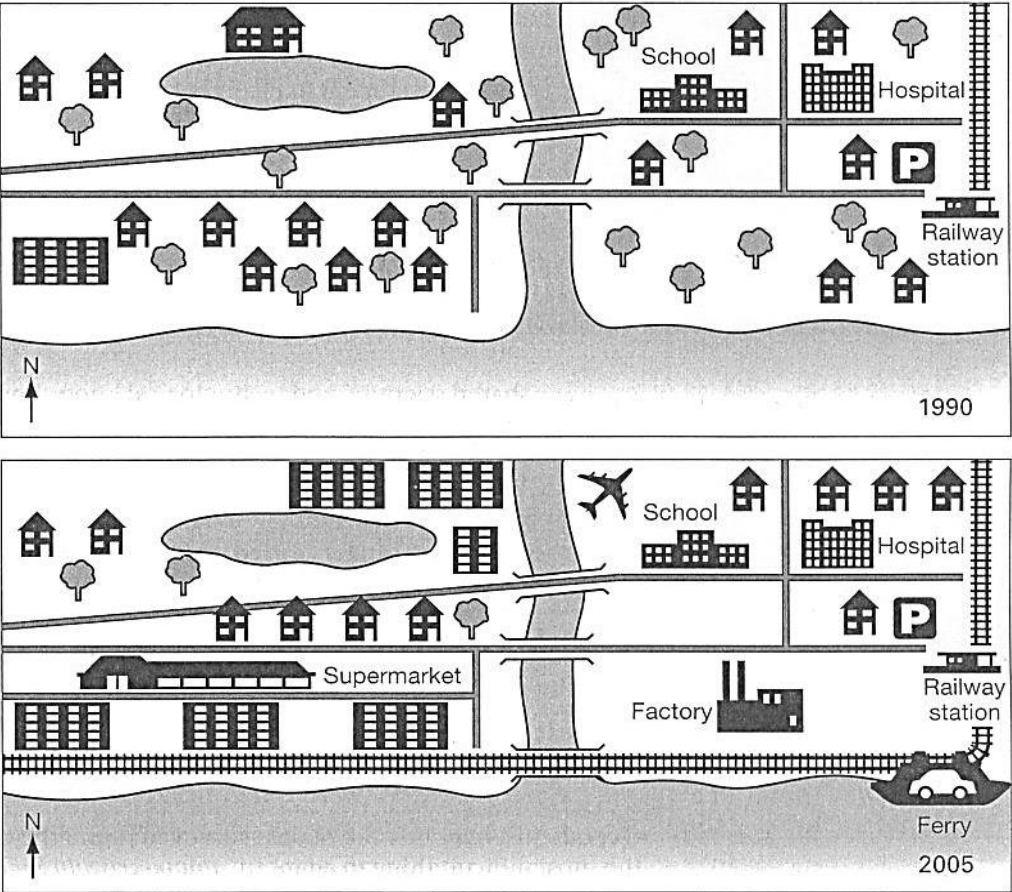 School
Hospital
P
Railway
station
N
1990
School
Hospital
P
Supermarket
Factory
Railway
station
Ferry
N
2005